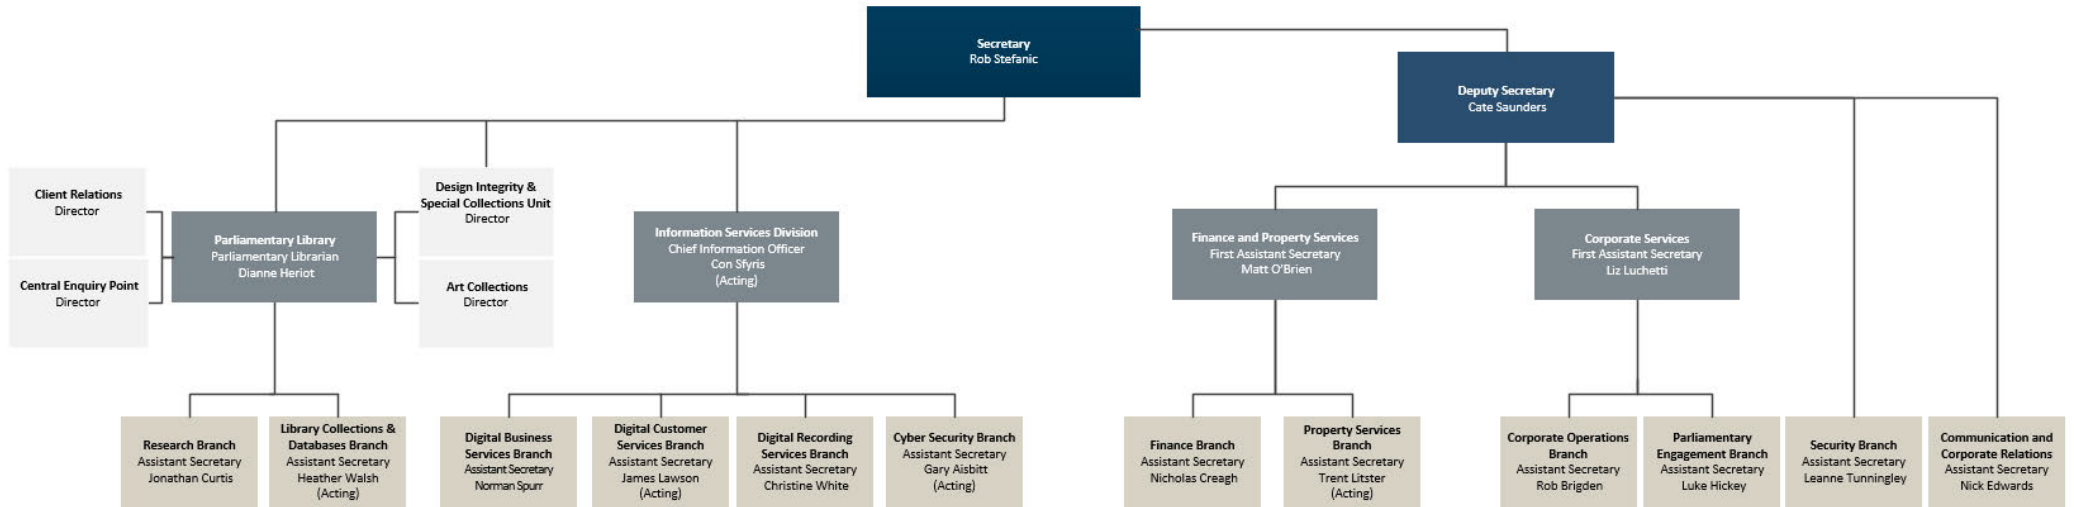 Secretary
Rob Stefanic
Deputy Secretary
Cate Saunders
Client Relations
Director
Central Enquiry Point
Director
Parliamentary Library
Parliamentary Librarian
Dianne Heriot
Design Integrity &
Special Collections Unit
Director
Art Collections
Director
Information Services Division
Chief Information Officer
Con Sfyris
(Acting)
Finance and Property Services
First Assistant Secretary
Matt O'Brien
Corporate Services
First Assistant Secretary
Liz Luchetti
Research Branch
Assistant Secretary
Jonathan Curtis
Library Collections &
Databases Branch
Assistant Secretary
Heather Walsh
(Acting)
Digital Business
Services Branch
Assistant Secretary
Norman Spurr
Digital Customer
Services Branch
Assistant Secretary
James Lawson
(Acting)
Digital Recording
Services Branch
Assistant Secretary
Christine White
Cyber Security Branch
Assistant Secretary
Gary Aisbitt
(Acting)
Finance Branch
Assistant Secretary
Nicholas Creagh
Property Services
Branch
Assistant Secretary
Trent Litster
(Acting)
Corporate Operations
Branch
Assistant Secretary
Rob Brigden
Parliamentary
Engagement Branch
Assistant Secretary
Luke Hickey
Security Branch
Assistant Secretary
Leanne Tunningley
Communication and
Corporate Relations
Assistant Secretary
Nick Edwards